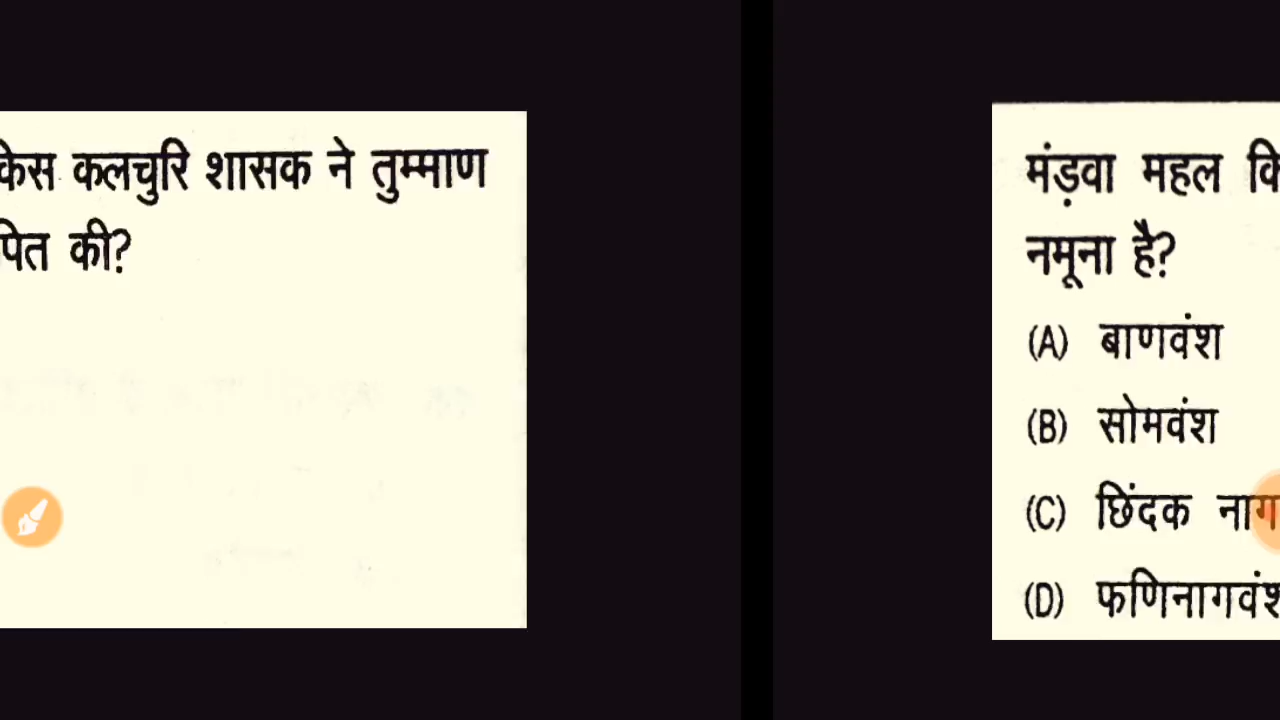 किस कलचुरि शासक ने तुम्माण
पित की?
मंड़वा महल कि
नमूना है?
(A) बाणवंश
(B) सोमवंश
(C) छिंदक नाग
(D) फणिनागवंश